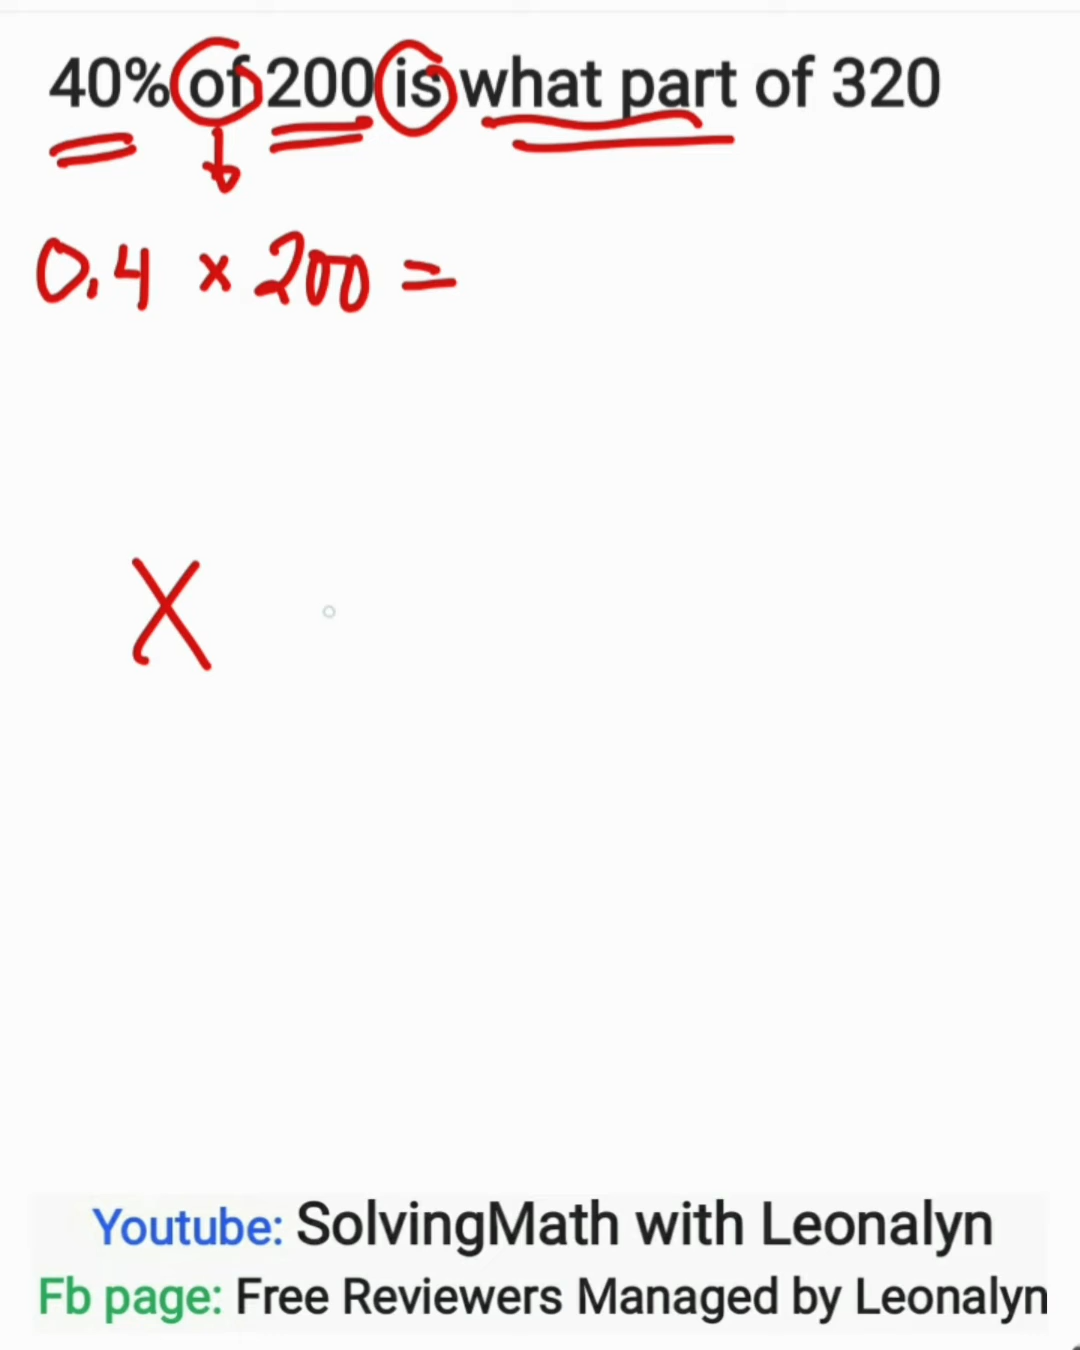 40% of 200 is what part of 320
0.4 × 200 =
X
Youtube: SolvingMath with Leonalyn
Fb page: Free Reviewers Managed by Leonalyn